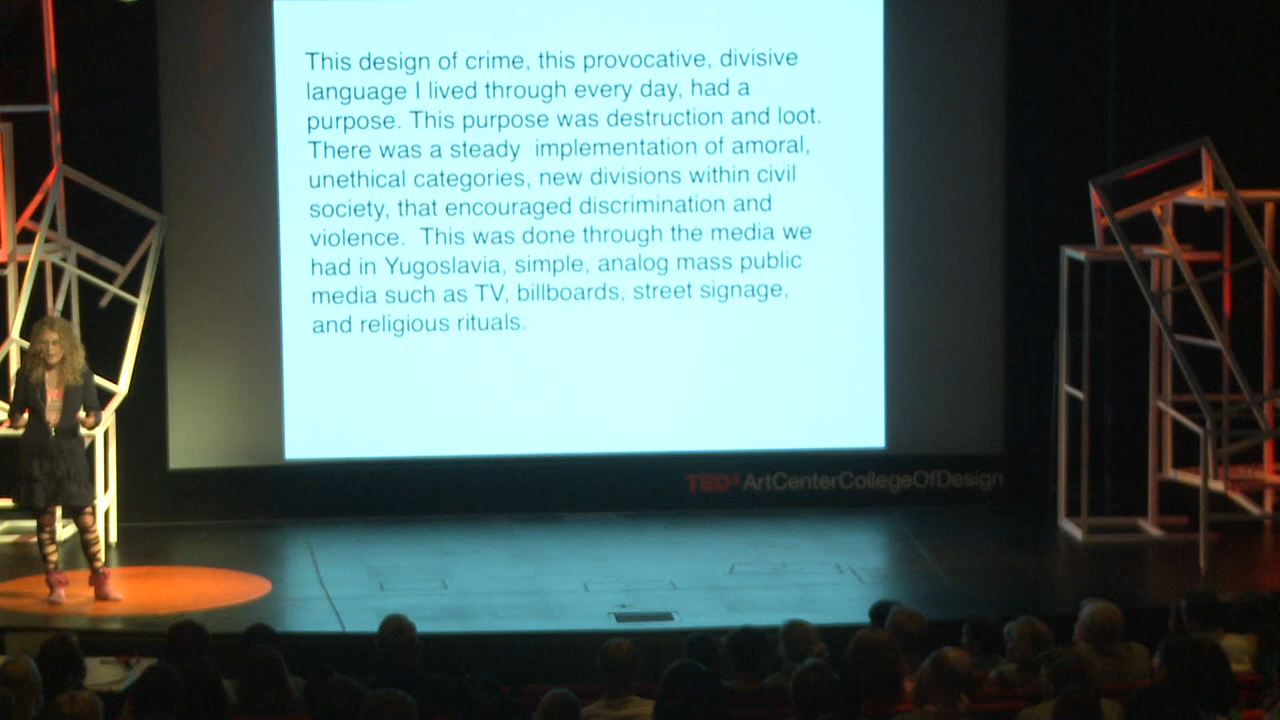 This design of crime, this provocative, divisive
language I lived through every day, had a
purpose. This purpose was destruction and loot.
There was a steady  implementation of amoral,
unethical categories, new divisions within civil
society, that encouraged discrimination and
violence.  This was done through the media we
had in Yugoslavia, simple, analog mass public
media such as TV, billboards, street signage,
and religious rituals.
TEDx ArtCenterCollegeOfDesign